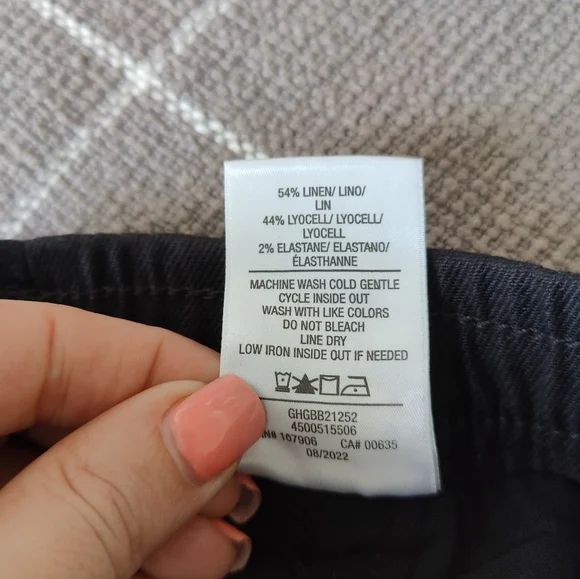 54% LINEN/ LINO/
LIN
44% LYOCELL/ LYOCELL/
LYOCELL
2% ELASTANE/ ELASTANO/
ÉLASTHANNE
MACHINE WASH COLD GENTLE
CYCLE INSIDE OUT
WASH WITH LIKE COLORS
DO NOT BLEACH
LINE DRY
LOW IRON INSIDE OUT IF NEEDED
GHGBB21252
4500515506
N# 107906 CA# 00635
08/2022